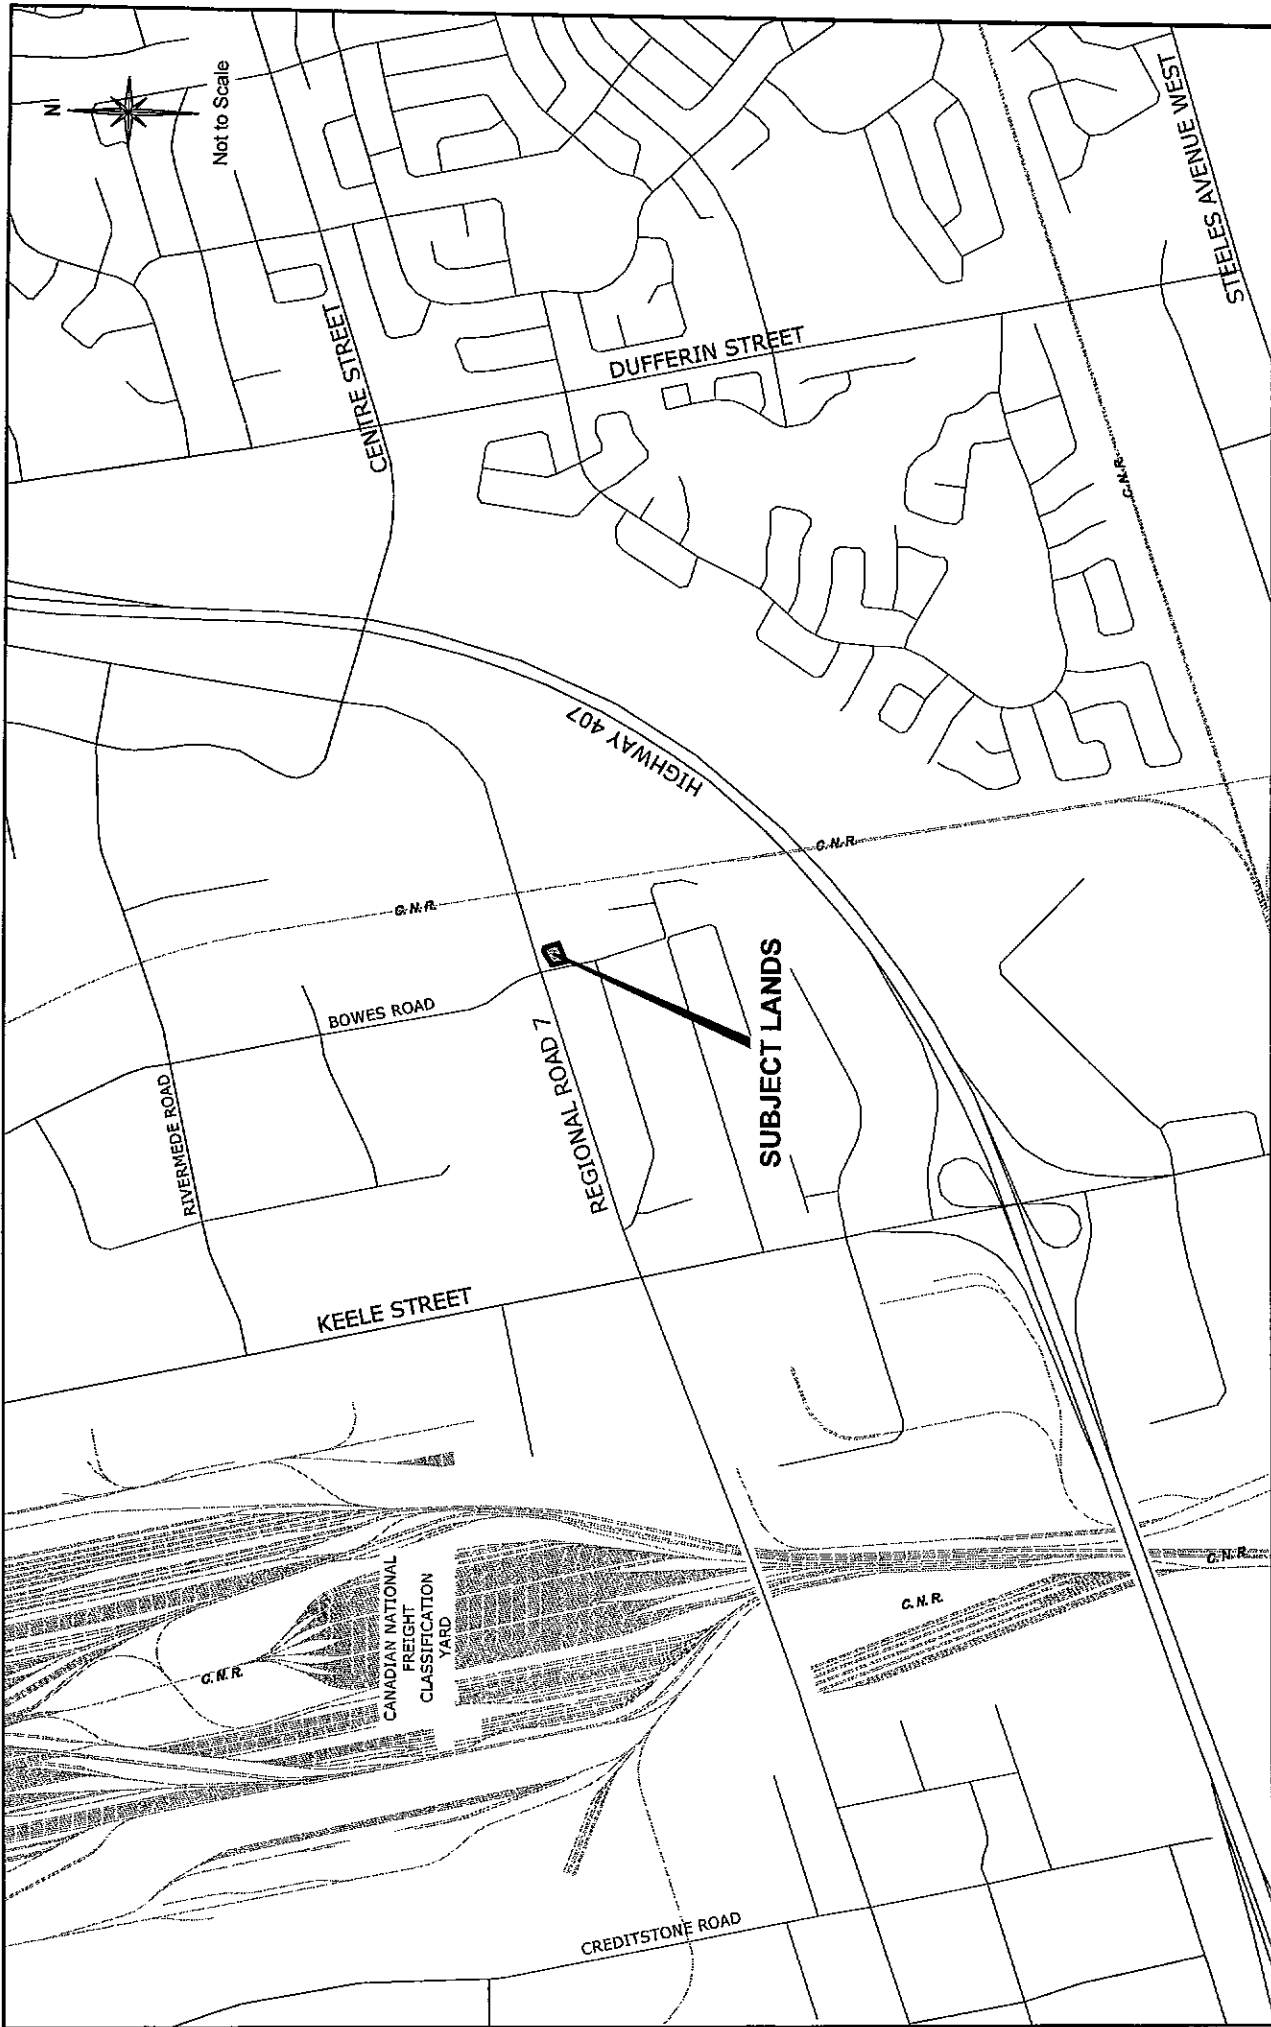 N
Not to Scale
CENTRE STREET
DUFFERIN STREET
STEELES AVENUE WEST
C.N.R.
HIGHWAY 407
C.N.R.
C.N.R.
BOWES ROAD
RIVERMEDE ROAD
REGIONAL ROAD 7
SUBJECT LANDS
KEELE STREET
CANADIAN NATIONAL
FREIGHT
CLASSIFICATION
YARD
C.N.R.
C.N.R.
C.N.R.
CREDITSTONE ROAD